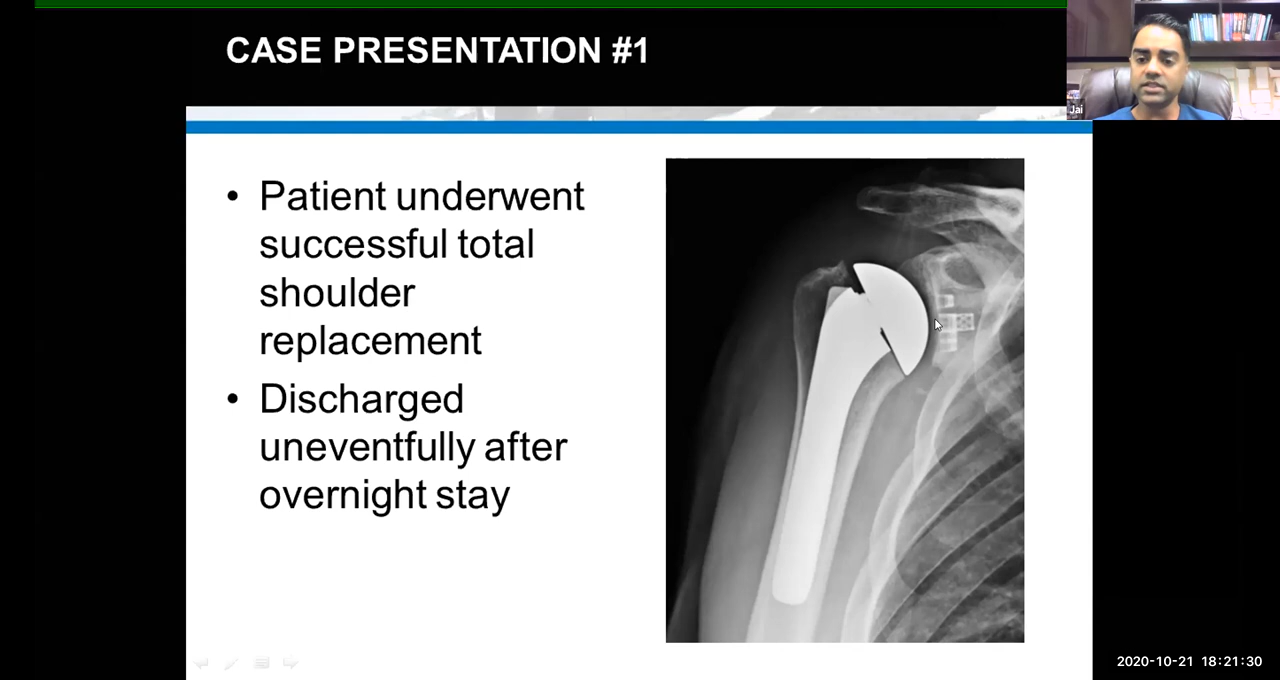 CASE PRESENTATION #1
Jai
• Patient underwent
successful total
shoulder
replacement
• Discharged
uneventfully after
overnight stay
2020-10-21 18:21:30